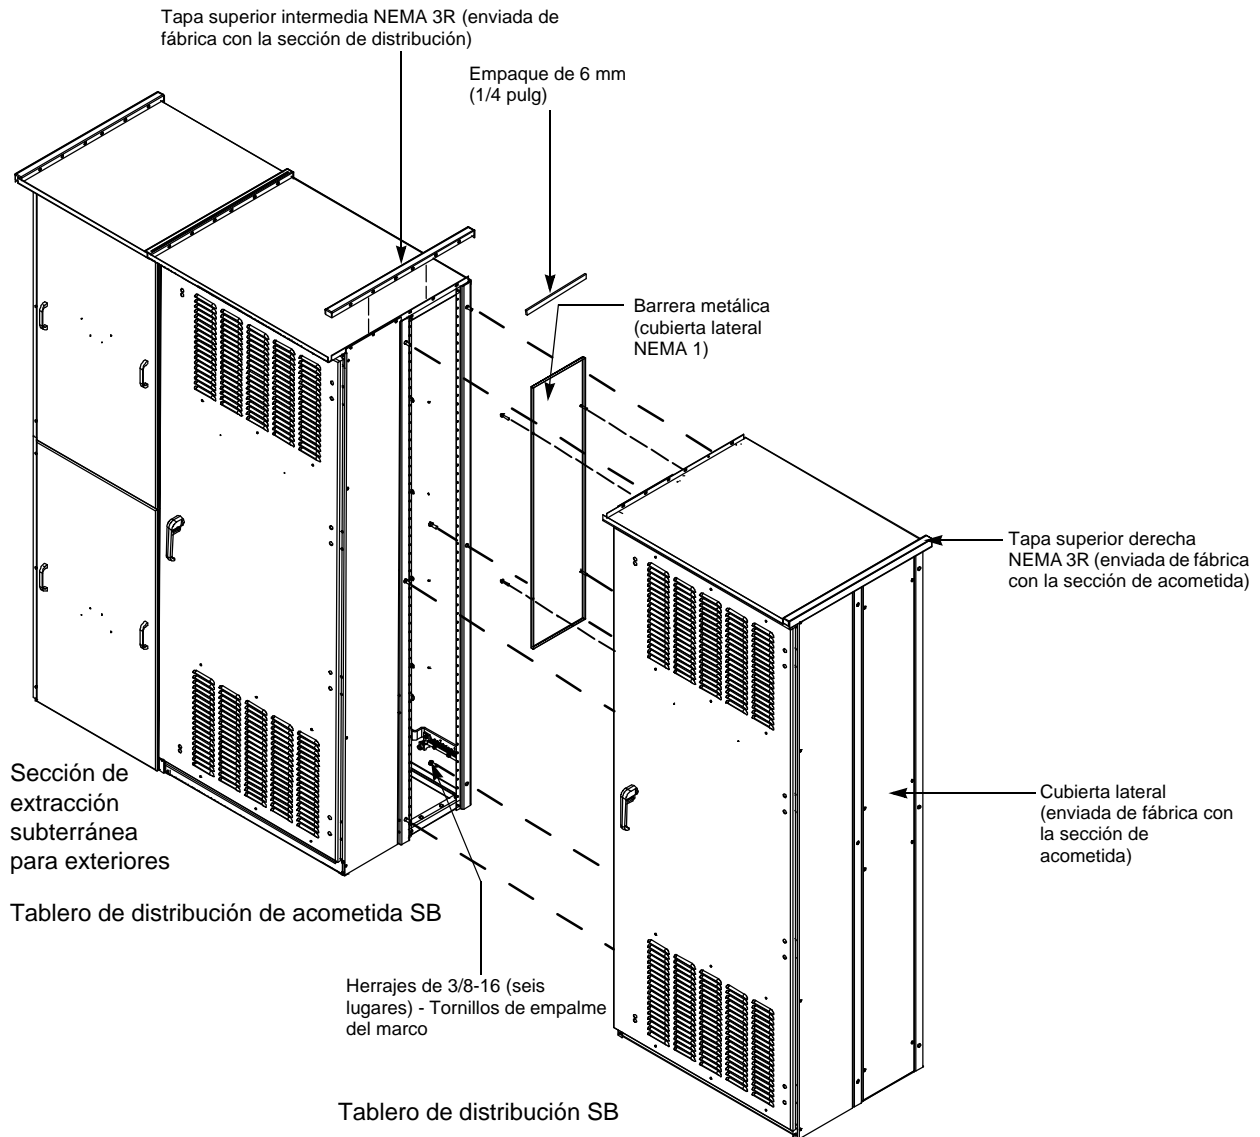 Tapa superior intermedia NEMA 3R (enviada de
fábrica con la sección de distribución)
Empaque de 6 mm
(1/4 pulg)
Barrera metálica
(cubierta lateral
NEMA 1)
Tapa superior derecha
NEMA 3R (enviada de fábrica
con la sección de acometida)
Cubierta lateral
(enviada de fábrica con
la sección de
acometida)
Sección de
extracción
subterránea
para exteriores
Tablero de distribución de acometida SB
Herrajes de 3/8-16 (seis
lugares) - Tornillos de empalme
del marco
Tablero de distribución SB